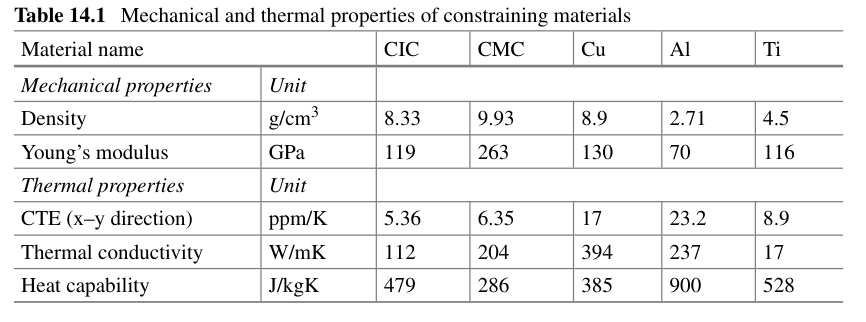 Table 14.1 Mechanical and thermal properties of constraining materials
Material name CIC CMC Cu Al Ti
Mechanical properties Unit
Density g/cm³ 8.33 9.93 8.9 2.71 4.5
Young’s modulus GPa 119 263 130 70 116
Thermal properties Unit
CTE (x–y direction) ppm/K 5.36 6.35 17 23.2 8.9
Thermal conductivity W/mK 112 204 394 237 17
Heat capability J/kgK 479 286 385 900 528